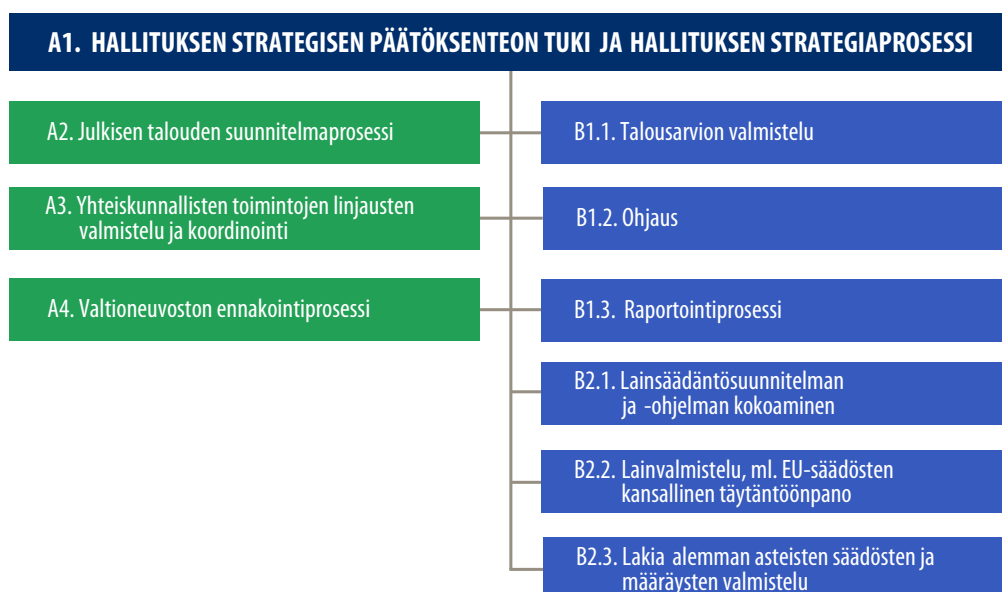 A1. HALLITUKSEN STRATEGISEN PÄÄTÖKSENTEON TUKI JA HALLITUKSEN STRATEGIAPROSESSI
A2. Julkisen talouden suunnitelmaprosessi
A3. Yhteiskunnallisten toimintojen linjausten
valmistelu ja koordinointi
A4. Valtioneuvoston ennakointiprosessi
B1.1. Talousarvion valmistelu
B1.2. Ohjaus
B1.3. Raportointiprosessi
B2.1. Lainsäädäntösuunnitelman
ja -ohjelman kokoaminen
B2.2. Lainvalmistelu, ml. EU-säädösten
kansallinen täytäntöönpano
B2.3. Lakia alemman asteisten säädösten ja
määräysten valmistelu